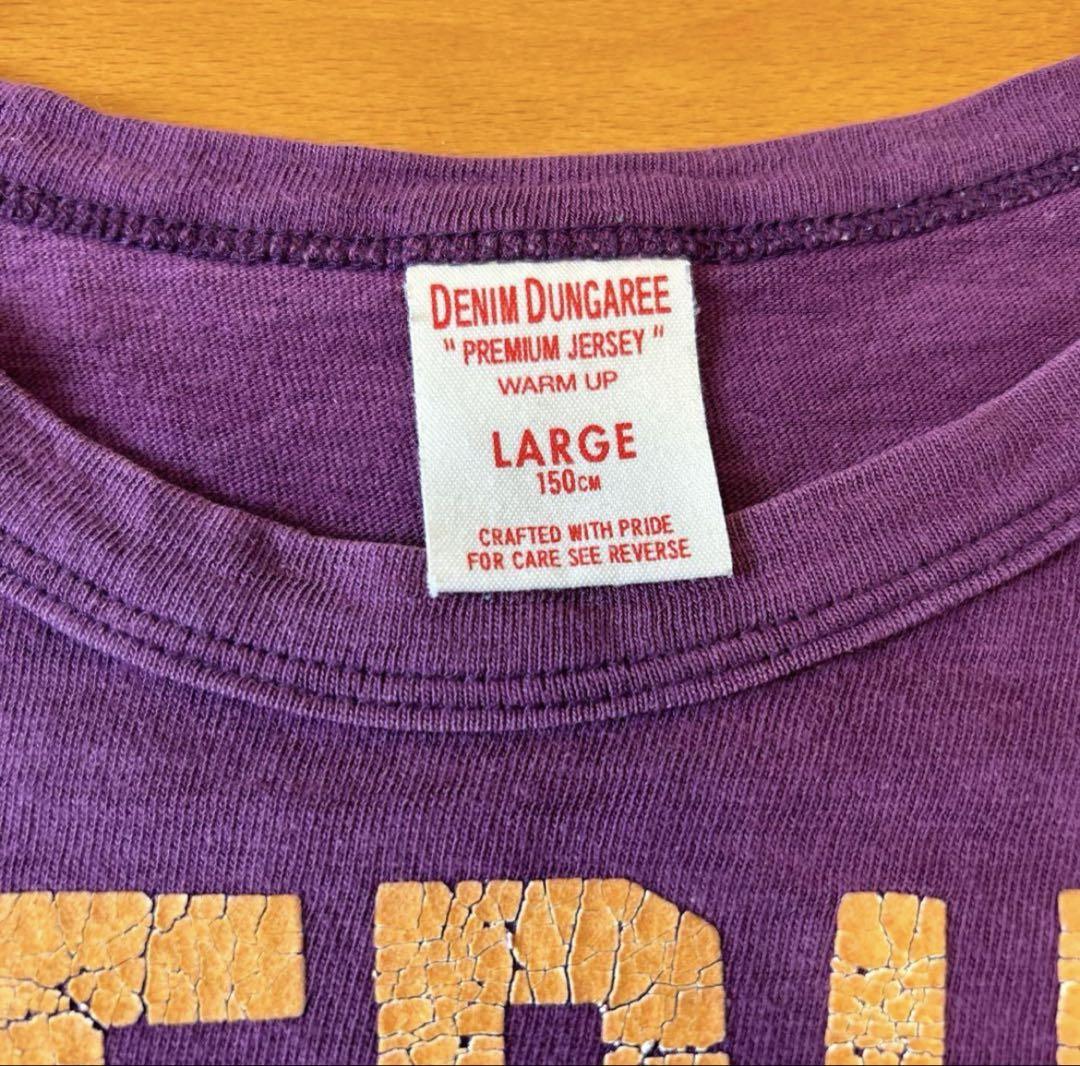 DENIM DUNGAREE
" PREMIUM JERSEY "
WARM UP
LARGE
150CM
CRAFTED WITH PRIDE
FOR CARE SEE REVERSE